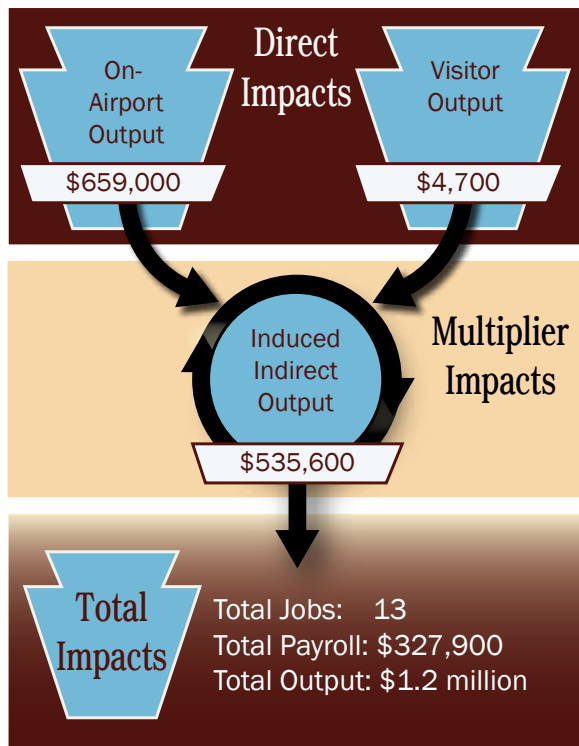 Direct
Impacts
On-
Airport
Output
$659,000
Visitor
Output
$4,700
Multiplier
Impacts
Induced
Indirect
Output
$535,600
Total
Impacts
Total Jobs: 13
Total Payroll: $327,900
Total Output: $1.2 million